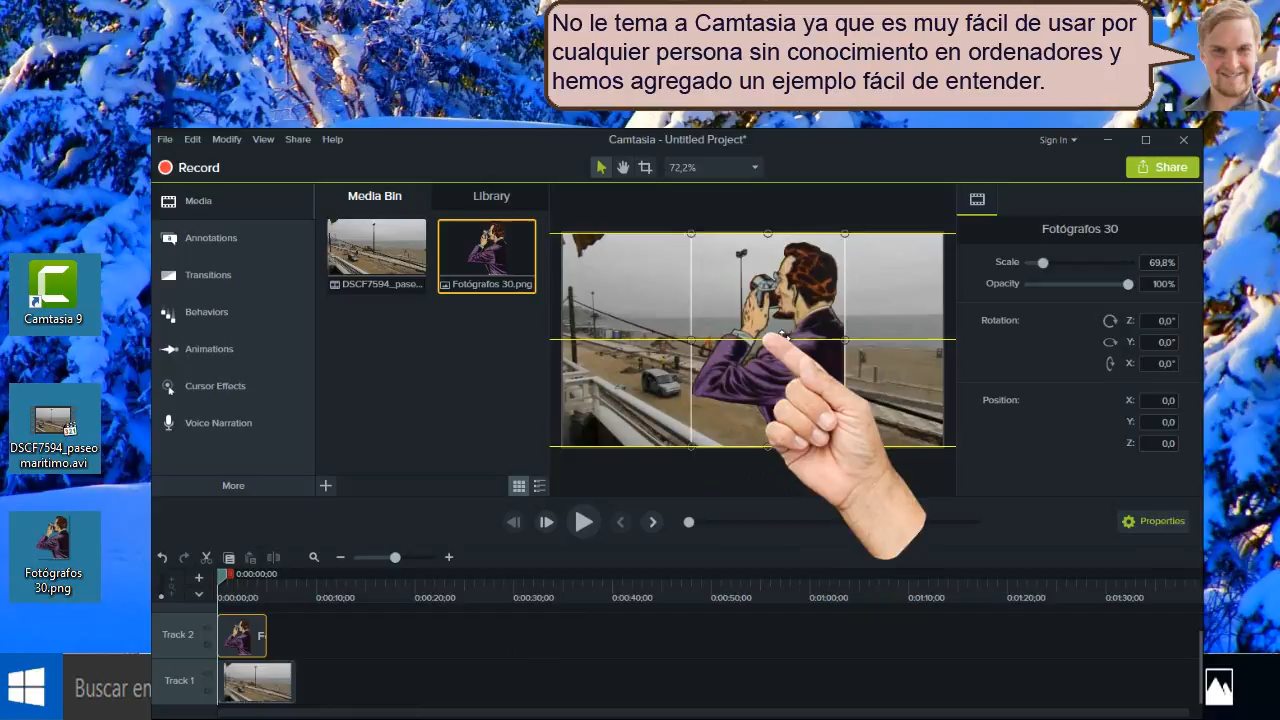 No le tema a Camtasia ya que es muy fácil de usar por
cualquier persona sin conocimiento en ordenadores y
hemos agregado un ejemplo fácil de entender.
File Edit Modify View Share Help
Camtasia - Untitled Project*
Sign In
Record
72,2%
Share
Media
Annotations
Transitions
Behaviors
Animations
Cursor Effects
Voice Narration
More
Media Bin
Library
DSCF7594_pase...
Fotógrafos 30.png
Fotógrafos 30
Scale 69,8%
Opacity 100%
Rotation: Z: 0,0°
Y: 0,0°
X: 0,0°
Position: X: 0,0
Y: 0,0
Z: 0,0
Properties
Camtasia 9
DSCF7594_paseo
maritimo.avi
Fotógrafos
30.png
0:00:00;00
0:00:00;00 0:00:10;00 0:00:20;00 0:00:30;00 0:00:40;00 0:00:50;00 0:01:00;00 0:01:10;00 0:01:20;00 0:01:30;00
Track 2
F
Track 1
Buscar en